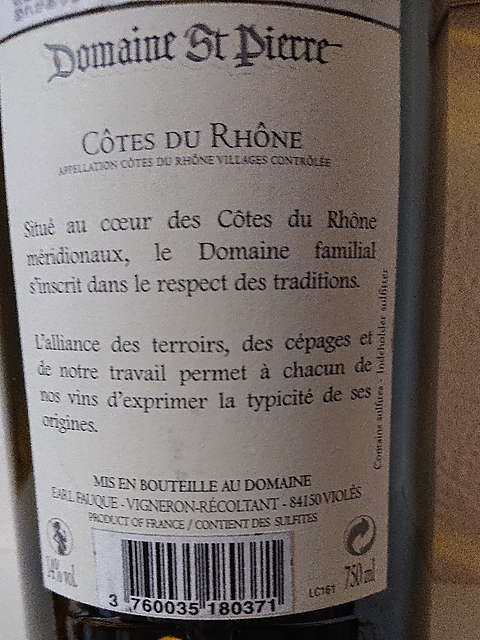 Domaine St Pierre
CÔTES DU RHÔNE
APPELLATION CÔTES DU RHÔNE VILLAGES CONTRÔLÉE
Situé au cœur des Côtes du Rhône
méridionaux, le Domaine familial
s'inscrit dans le respect des traditions.
L'alliance des terroirs, des cépages et
de notre travail permet à chacun de
nos vins d'exprimer la typicité de ses
origines.
Contains sulfites - Indeholder sulfitter
MIS EN BOUTEILLE AU DOMAINE
EARL FAUQUE - VIGNERON-RÉCOLTANT - 84150 VIOLÈS
PRODUCT OF FRANCE / CONTIENT DES SULFITES
14% vol.
LC161
750 ml
3 760035 180371